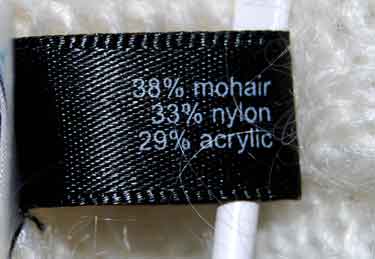 38% mohair
33% nylon
29% acrylic